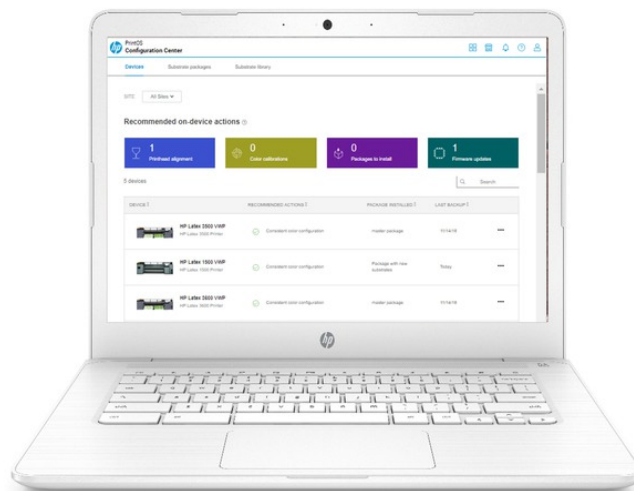 hp
PrintOS
Configuration Center
Devices Substrate packages Substrate library
SITE All Sites
Recommended on-device actions
1
Printhead alignment
0
Color calibrations
0
Packages to install
1
Firmware updates
5 devices
Search
DEVICE RECOMMENDED ACTIONS PACKAGE INSTALLED LAST BACKUP
HP Latex 3500 VWP
HP Latex 3500 Printer
Consistent color configuration
master package
11/14/19
HP Latex 1500 VWP
HP Latex 1500 Printer
Consistent color configuration
Package with new
substrates
Today
HP Latex 3600 VWP
Consistent color configuration
master package
11/14/19
hp